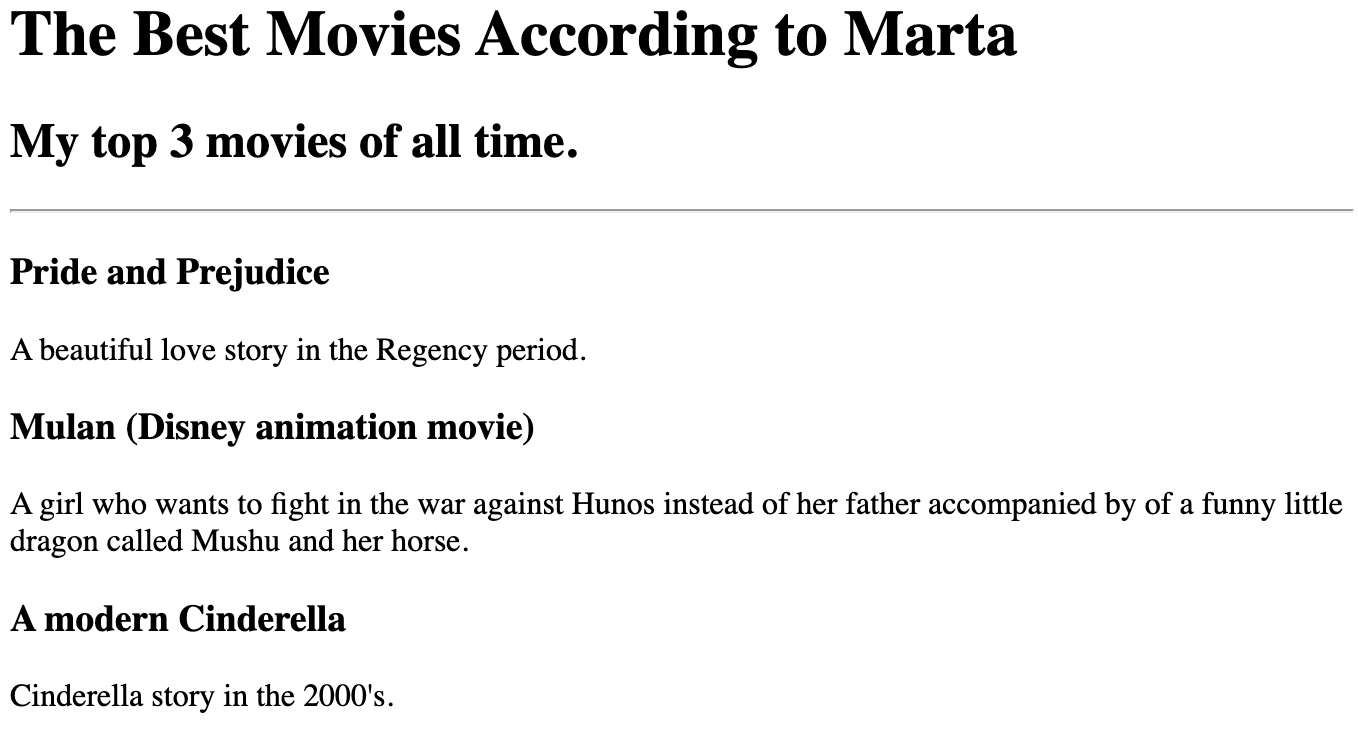 The Best Movies According to Marta
My top 3 movies of all time.
Pride and Prejudice
A beautiful love story in the Regency period.
Mulan (Disney animation movie)
A girl who wants to fight in the war against Hunos instead of her father accompanied by of a funny little
dragon called Mushu and her horse.
A modern Cinderella
Cinderella story in the 2000's.